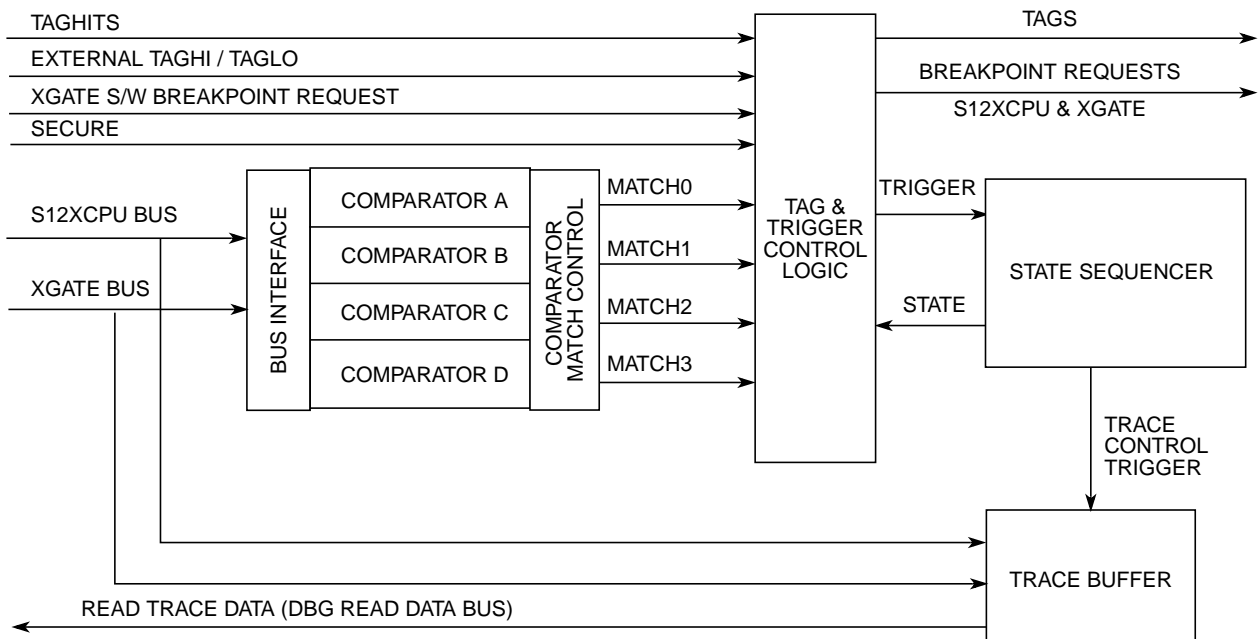 TAGHITS
EXTERNAL TAGHI / TAGLO
XGATE S/W BREAKPOINT REQUEST
SECURE
S12XCPU BUS
XGATE BUS
BUS INTERFACE
COMPARATOR A
COMPARATOR B
COMPARATOR C
COMPARATOR D
COMPARATOR
MATCH CONTROL
MATCH0
MATCH1
MATCH2
MATCH3
TAG &
TRIGGER
CONTROL
LOGIC
TAGS
BREAKPOINT REQUESTS
S12XCPU & XGATE
TRIGGER
STATE
STATE SEQUENCER
TRACE
CONTROL
TRIGGER
TRACE BUFFER
READ TRACE DATA (DBG READ DATA BUS)